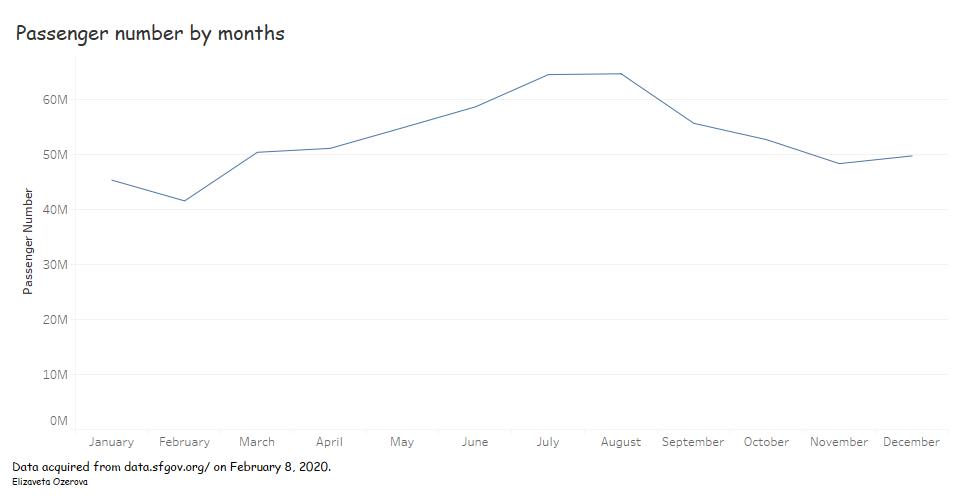 Passenger number by months
Passenger Number
60M
50M
40M
30M
20M
10M
0M
January February March April May June July August September October November December
Data acquired from data.sfgov.org/ on February 8, 2020.
Elizaveta Ozerova